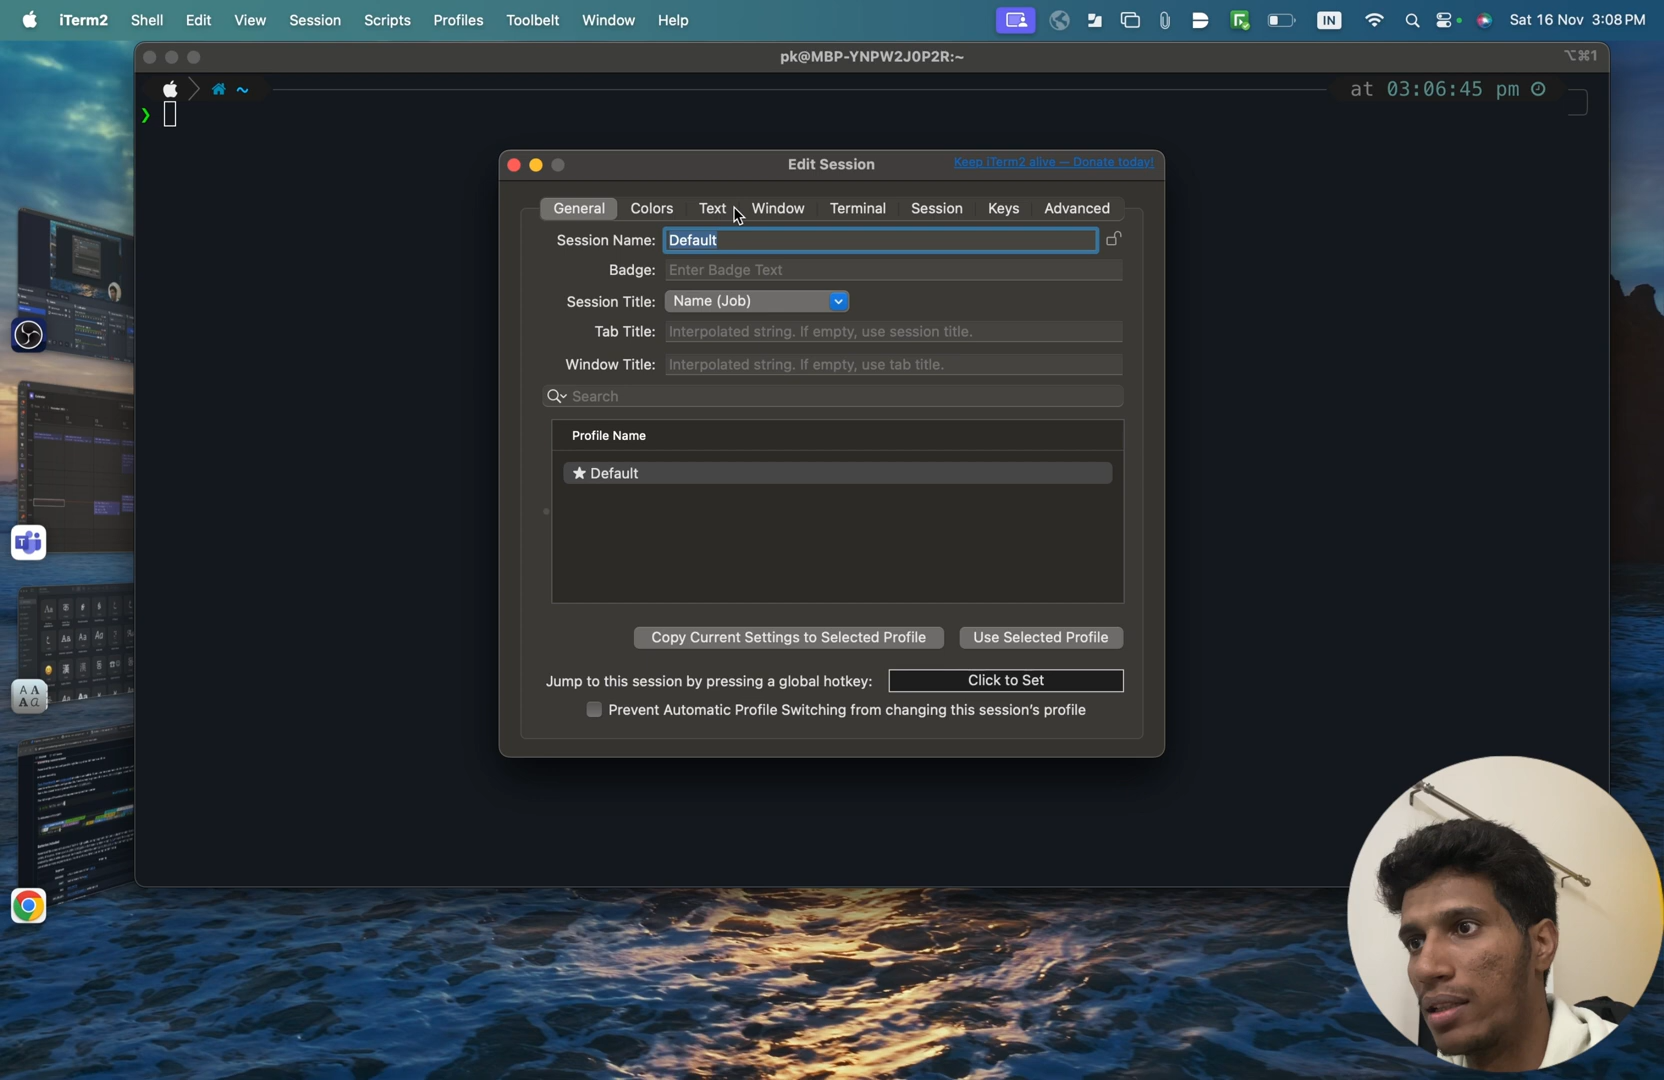 iTerm2 Shell Edit View Session Scripts Profiles Toolbelt Window Help
IN
Sat 16 Nov 3:08 PM
pk@MBP-YNPW2J0P2R:~
⌥⌘1
~
at 03:06:45 pm
❯
Edit Session
Keep iTerm2 alive — Donate today!
General Colors Text Window Terminal Session Keys Advanced
Session Name: Default
Badge: Enter Badge Text
Session Title: Name (Job)
Tab Title: Interpolated string. If empty, use session title.
Window Title: Interpolated string. If empty, use tab title.
Search
Profile Name
★ Default
Copy Current Settings to Selected Profile
Use Selected Profile
Jump to this session by pressing a global hotkey: Click to Set
Prevent Automatic Profile Switching from changing this session's profile